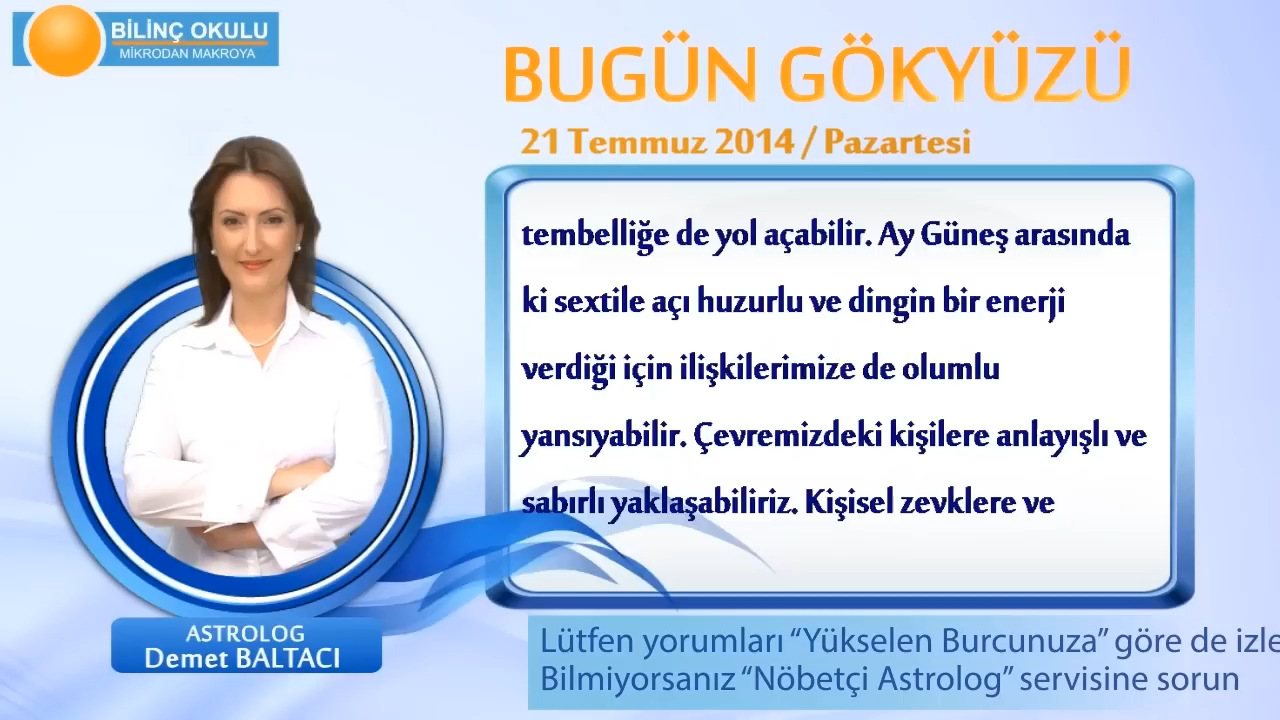 BİLİNÇ OKULU
MİKRODAN MAKROYA
BUGÜN GÖKYÜZÜ
21 Temmuz 2014 / Pazartesi
tembelliğe de yol açabilir. Ay Güneş arasında
ki sextile açı huzurlu ve dingin bir enerji
verdiği için ilişkilerimize de olumlu
yansıyabilir. Çevremizdeki kişilere anlayışlı ve
sabırlı yaklaşabiliriz. Kişisel zevklere ve
ASTROLOG
Demet BALTACI
Lütfen yorumları “Yükselen Burcunuza” göre de izle
Bilmiyorsanız “Nöbetçi Astrolog” servisine sorun